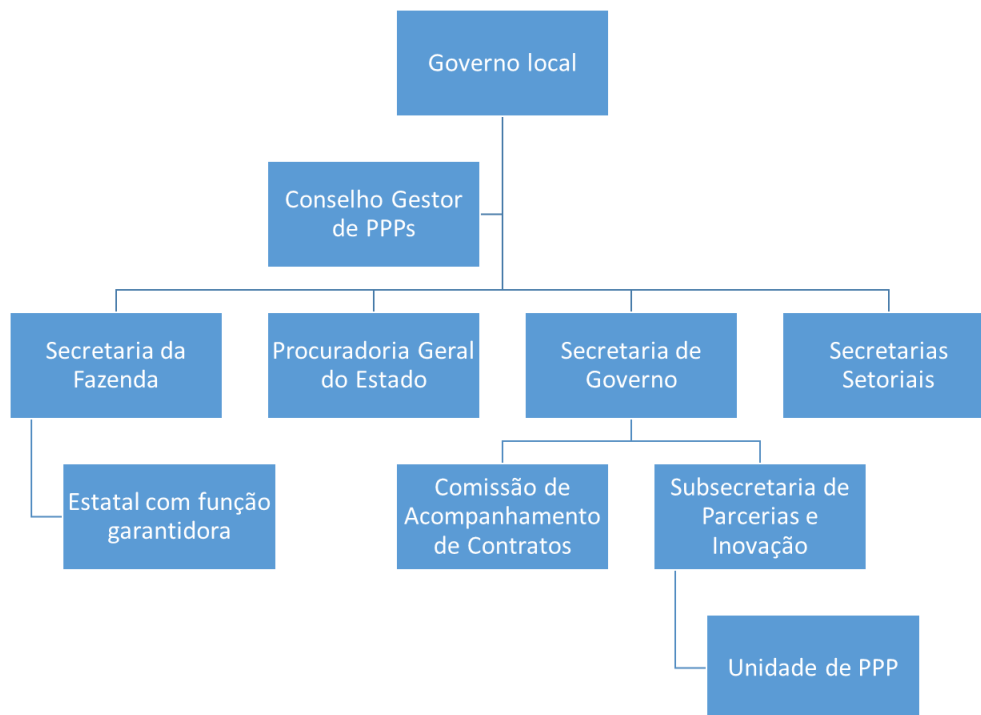 Governo local
Conselho Gestor
de PPPs
Secretaria da
Fazenda
Procuradoria Geral
do Estado
Secretaria de
Governo
Secretarias
Setoriais
Estatal com função
garantidora
Comissão de
Acompanhamento
de Contratos
Subsecretaria de
Parcerias e
Inovação
Unidade de PPP